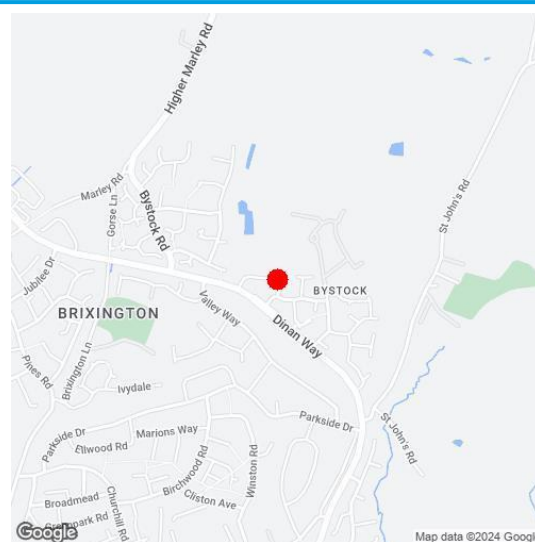 Higher Marley Rd
Marley Rd
Gorse Ln
Bystock Rd
St John's Rd
Jubilee Dr
BYSTOCK
BRIXINGTON
Valley Way
Dinan Way
Pines Rd
Brixington Ln
Ivydale
Parkside Dr
St John's Rd
Parkside Dr
Marions Way
Ellwood Rd
Winston Rd
Birchwood Rd
Broadmead
Cliston Ave
Churchill Rd
Google
Map data ©2024 Google